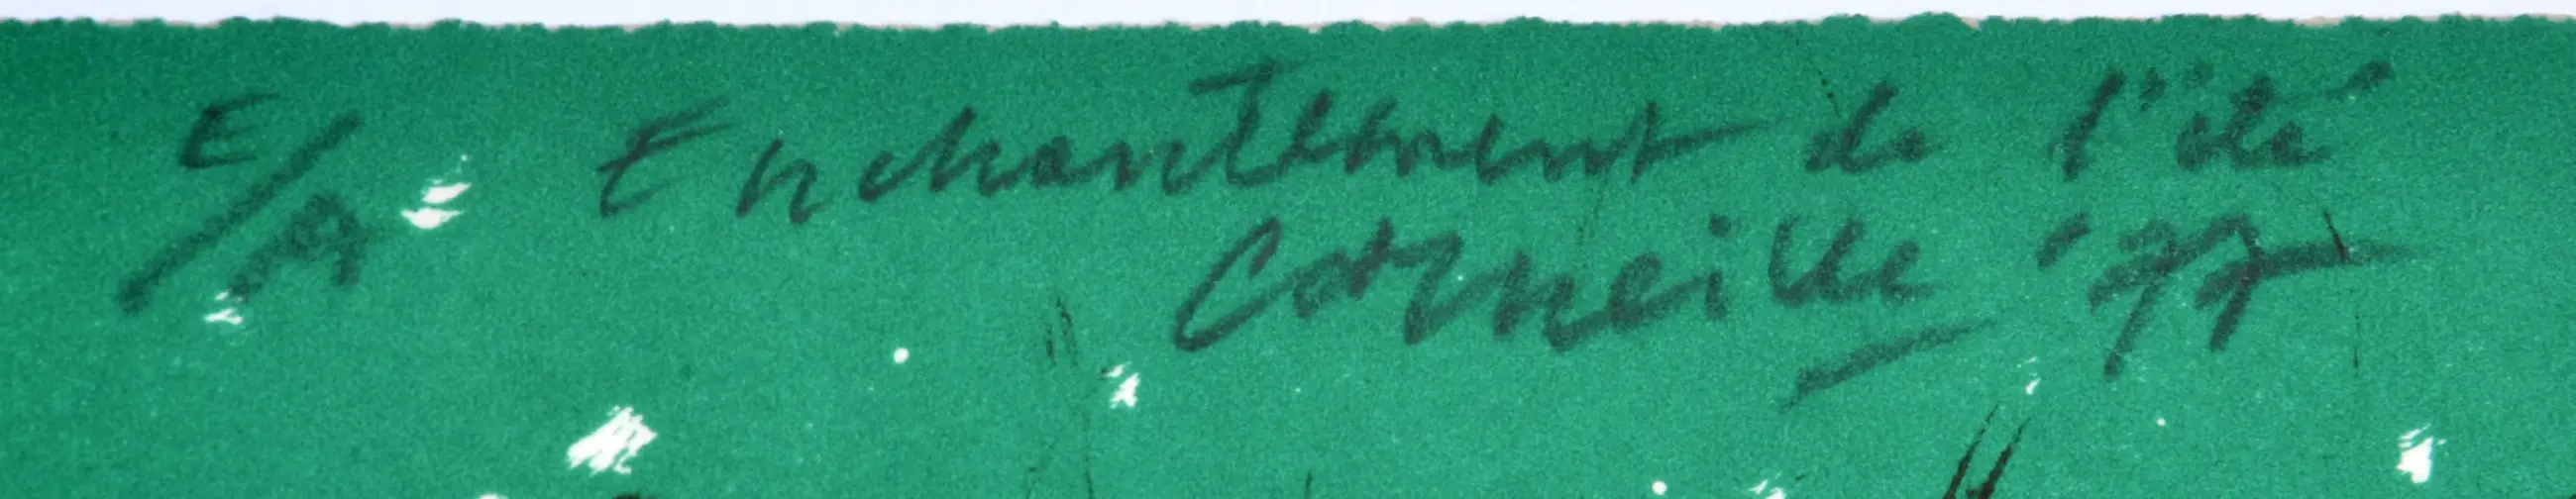 E/A Enchantement de l'été
Corneille '77